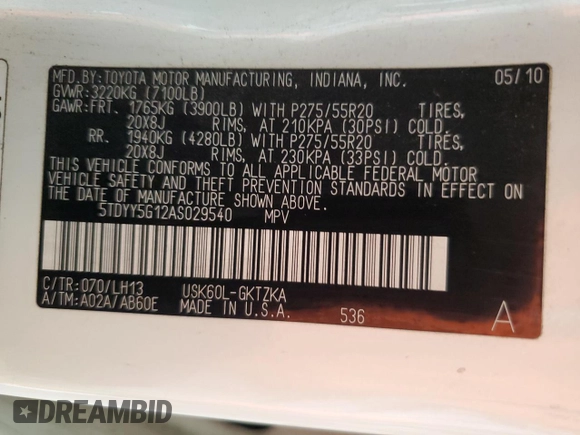 MFD.BY:TOYOTA MOTOR MANUFACTURING, INDIANA, INC. 05/10
GVWR:3220KG (7100LB)
GAWR:FRT. 1765KG (3900LB) WITH P275/55R20 TIRES,
20X8J RIMS, AT 210KPA (30PSI) COLD.
RR. 1940KG (4280LB) WITH P275/55R20 TIRES,
20X8J RIMS, AT 230KPA (33PSI) COLD.
THIS VEHICLE CONFORMS TO ALL APPLICABLE FEDERAL MOTOR
VEHICLE SAFETY AND THEFT PREVENTION STANDARDS IN EFFECT ON
THE DATE OF MANUFACTURE SHOWN ABOVE.
5TDYY5G12AS029540 MPV
C/TR:070/LH13 USK60L-GKTZKA
A/TM:A02A/AB60E MADE IN U.S.A. 536 A
DREAMBID